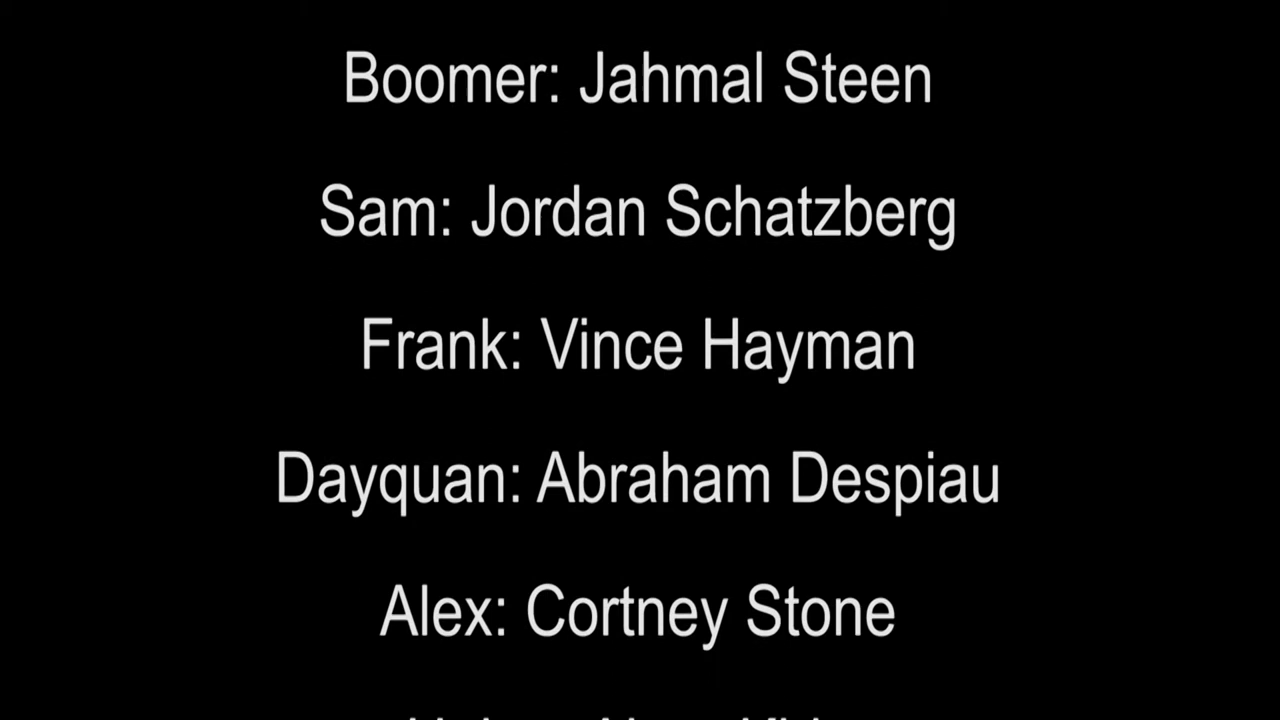 Boomer: Jahmal Steen
Sam: Jordan Schatzberg
Frank: Vince Hayman
Dayquan: Abraham Despiau
Alex: Cortney Stone